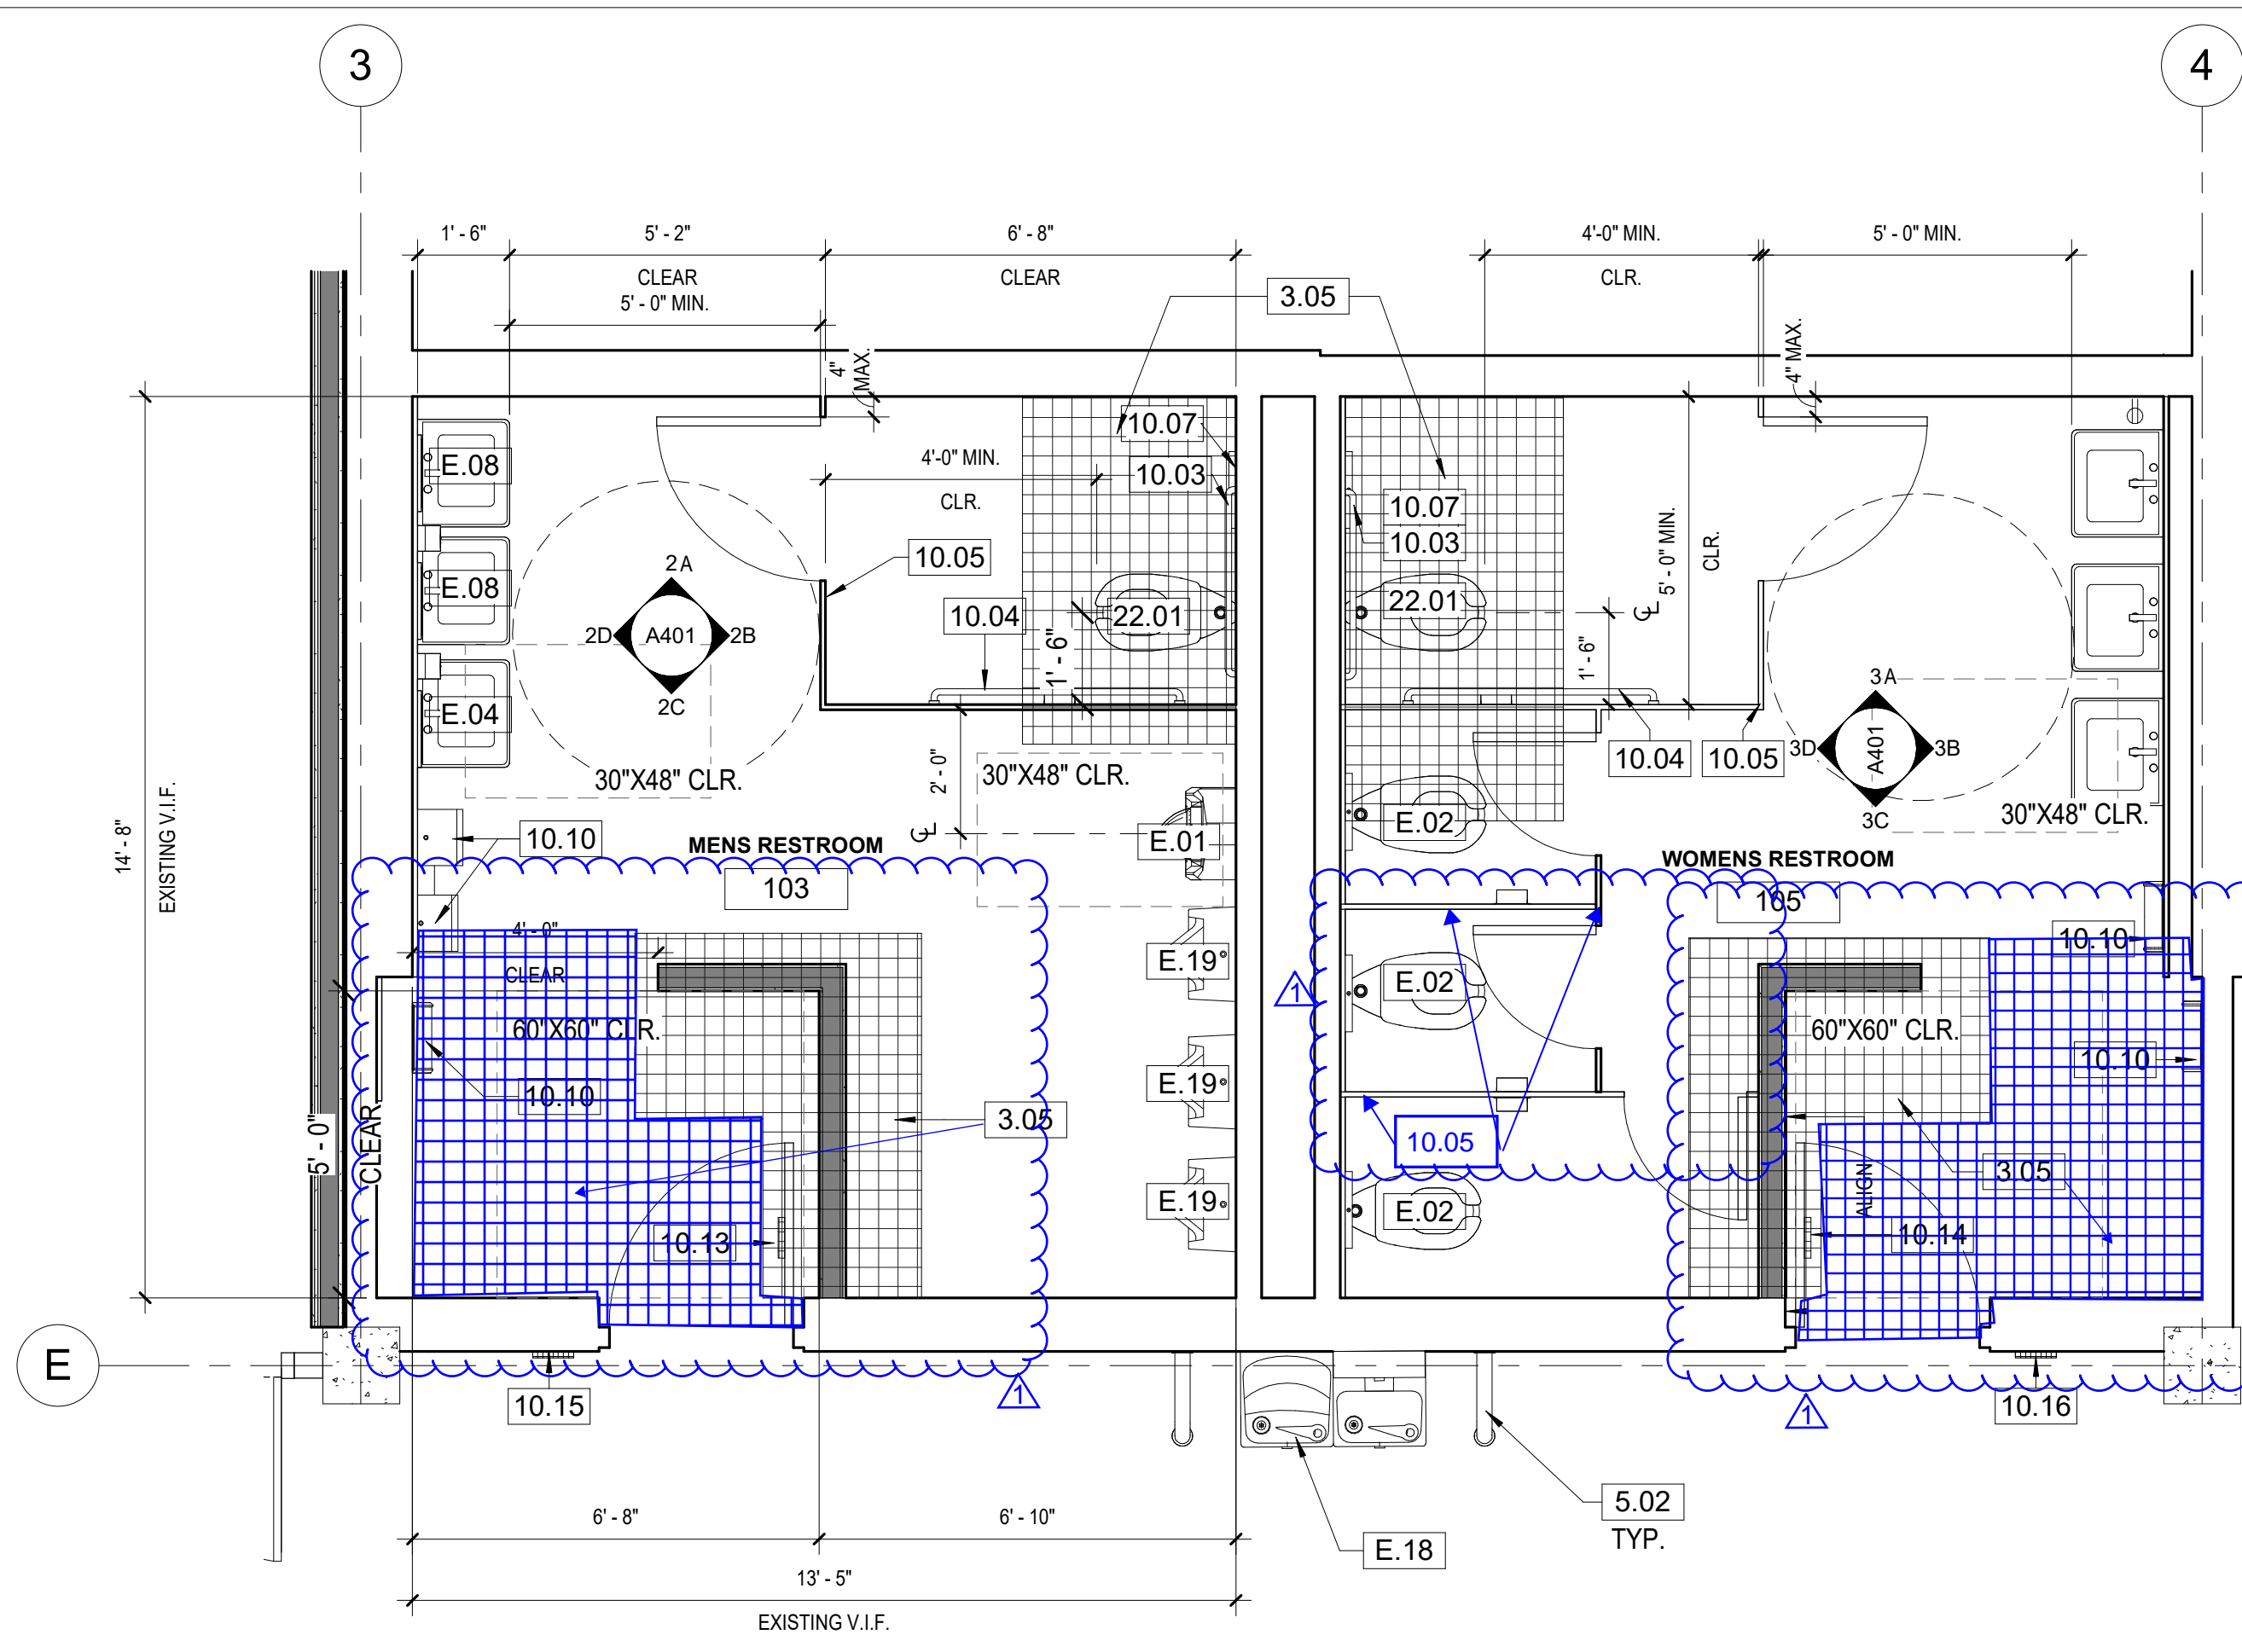 3
4
1' - 6"
5' - 2"
CLEAR
5' - 0" MIN.
6' - 8"
CLEAR
4'-0" MIN.
CLR.
5' - 0" MIN.
3.05
4"
MAX.
4" MAX.
10.07
10.03
E.08
4'-0" MIN.
CLR.
10.07
10.03
5' - 0" MIN.
CLR.
10.05
E.08
2A
2D
A401
2B
2C
10.04
22.01
1' - 6"
22.01
1' - 6"
E.04
3A
3D
A401
3B
3C
10.04
10.05
30"X48" CLR.
2' - 0"
30"X48" CLR.
30"X48" CLR.
14' - 8"
EXISTING V.I.F.
10.10
MENS RESTROOM
103
E.01
E.02
WOMENS RESTROOM
105
4' - 0"
CLEAR
E.19
10.10
60'X60" CLR.
E.02
1
60"X60" CLR.
10.10
10.10
E.19
5' - 0"
CLEAR
3.05
10.05
3.05
ALIGN
10.13
E.19
E.02
10.14
E
10.15
1
1
10.16
5.02
TYP.
E.18
6' - 8"
6' - 10"
13' - 5"
EXISTING V.I.F.